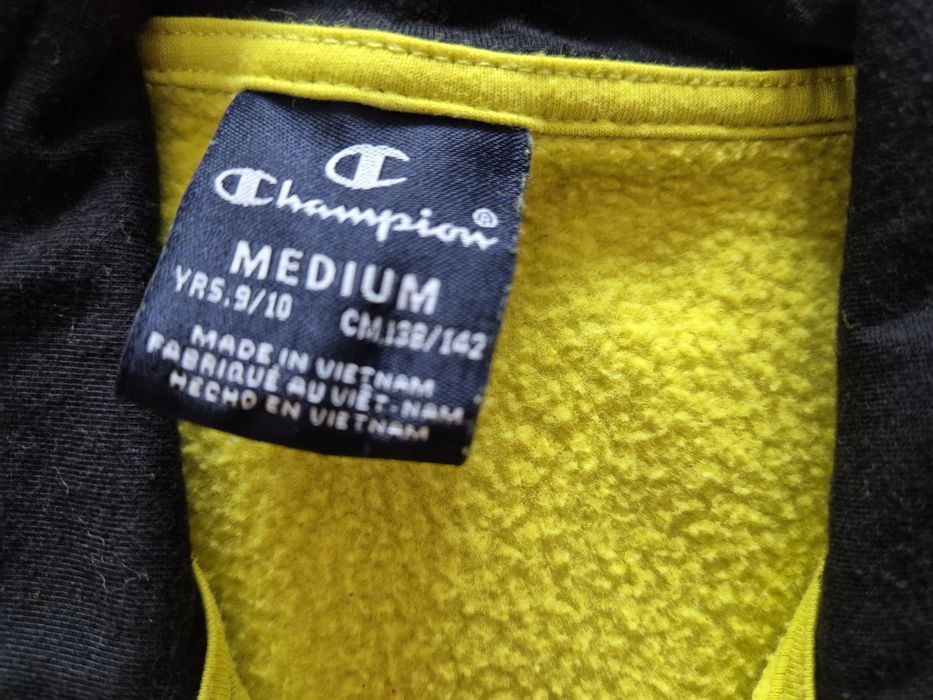 Champion®
MEDIUM
YRS.9/10 CM.138/142
MADE IN VIETNAM
FABRIQUÉ AU VIÊT-NAM
HECHO EN VIETNAM